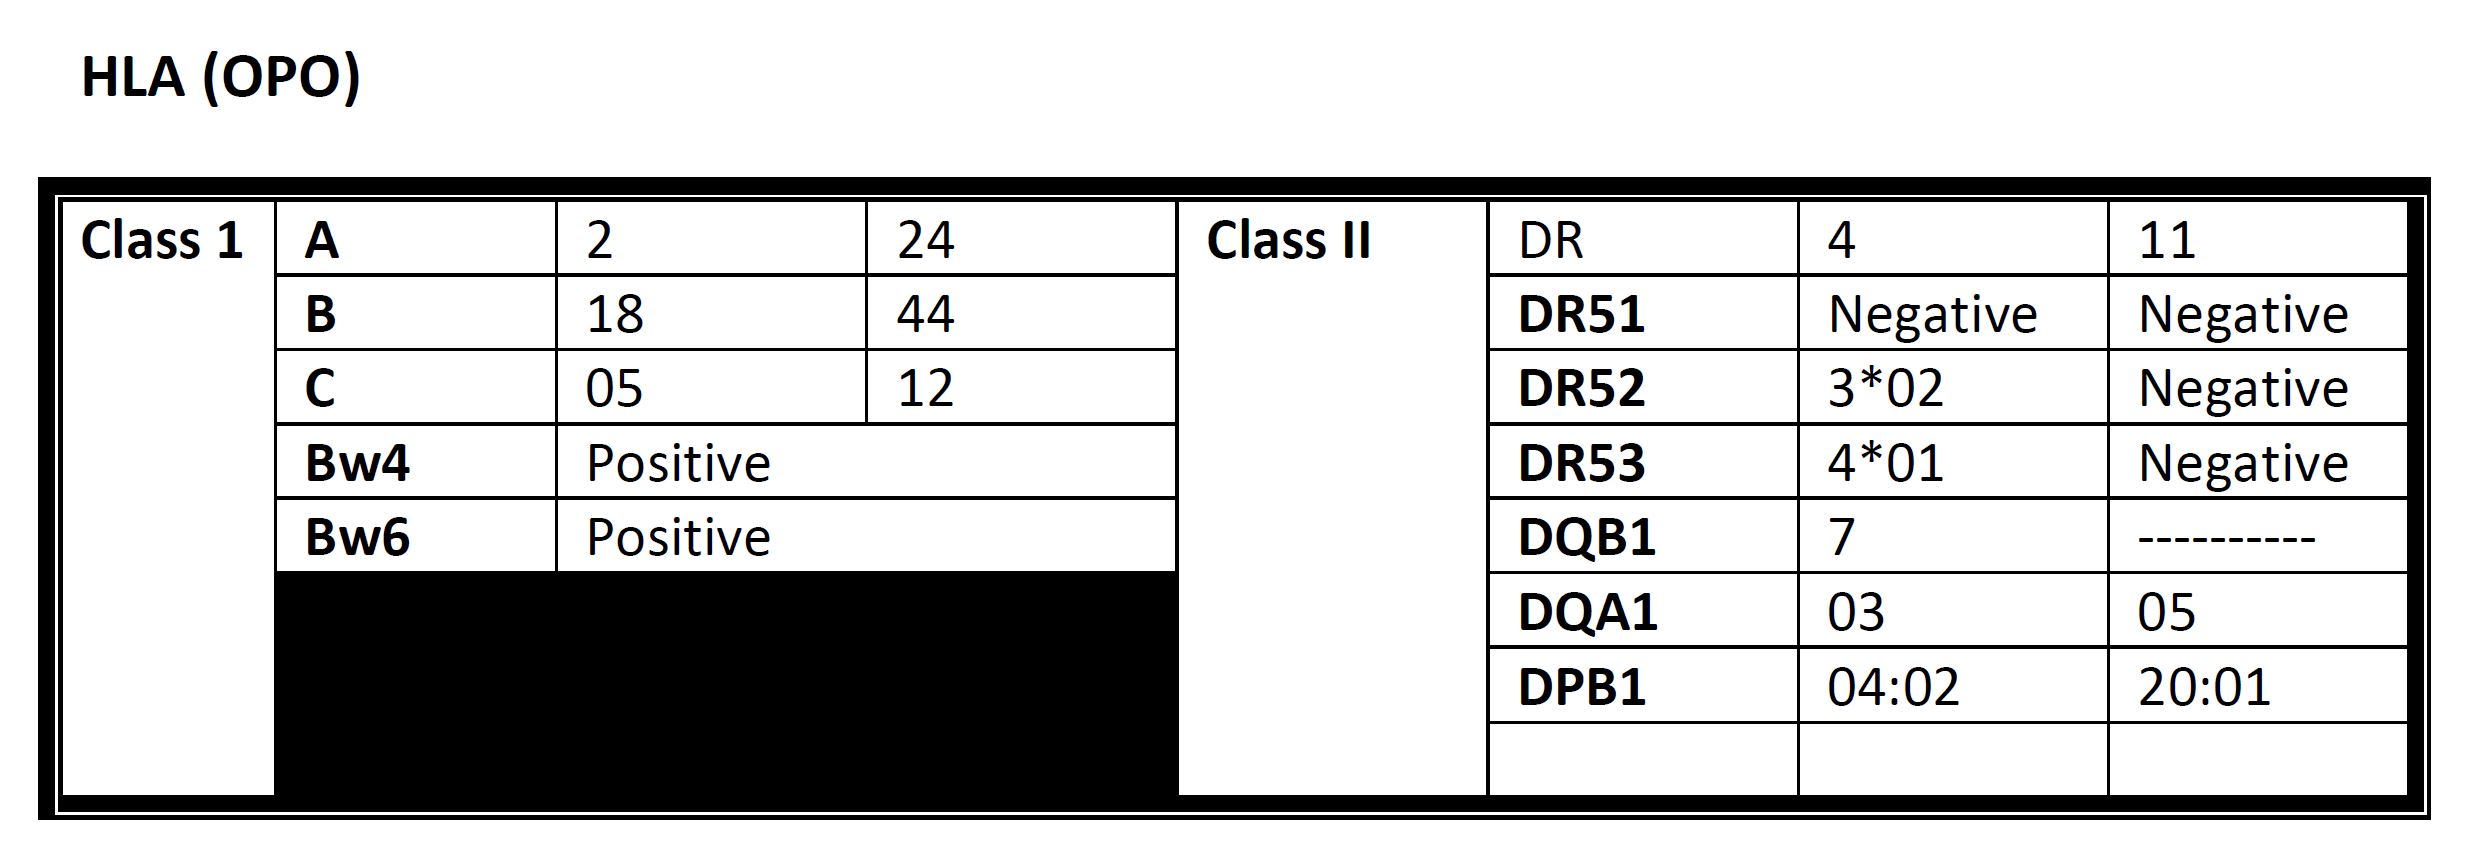 HLA (OPO)
Class 1 A 2 24 Class II DR 4 11
B 18 44 DR51 Negative Negative
C 05 12 DR52 3*02 Negative
Bw4 Positive DR53 4*01 Negative
Bw6 Positive DQB1 7 ----------
DQA1 03 05
DPB1 04:02 20:01